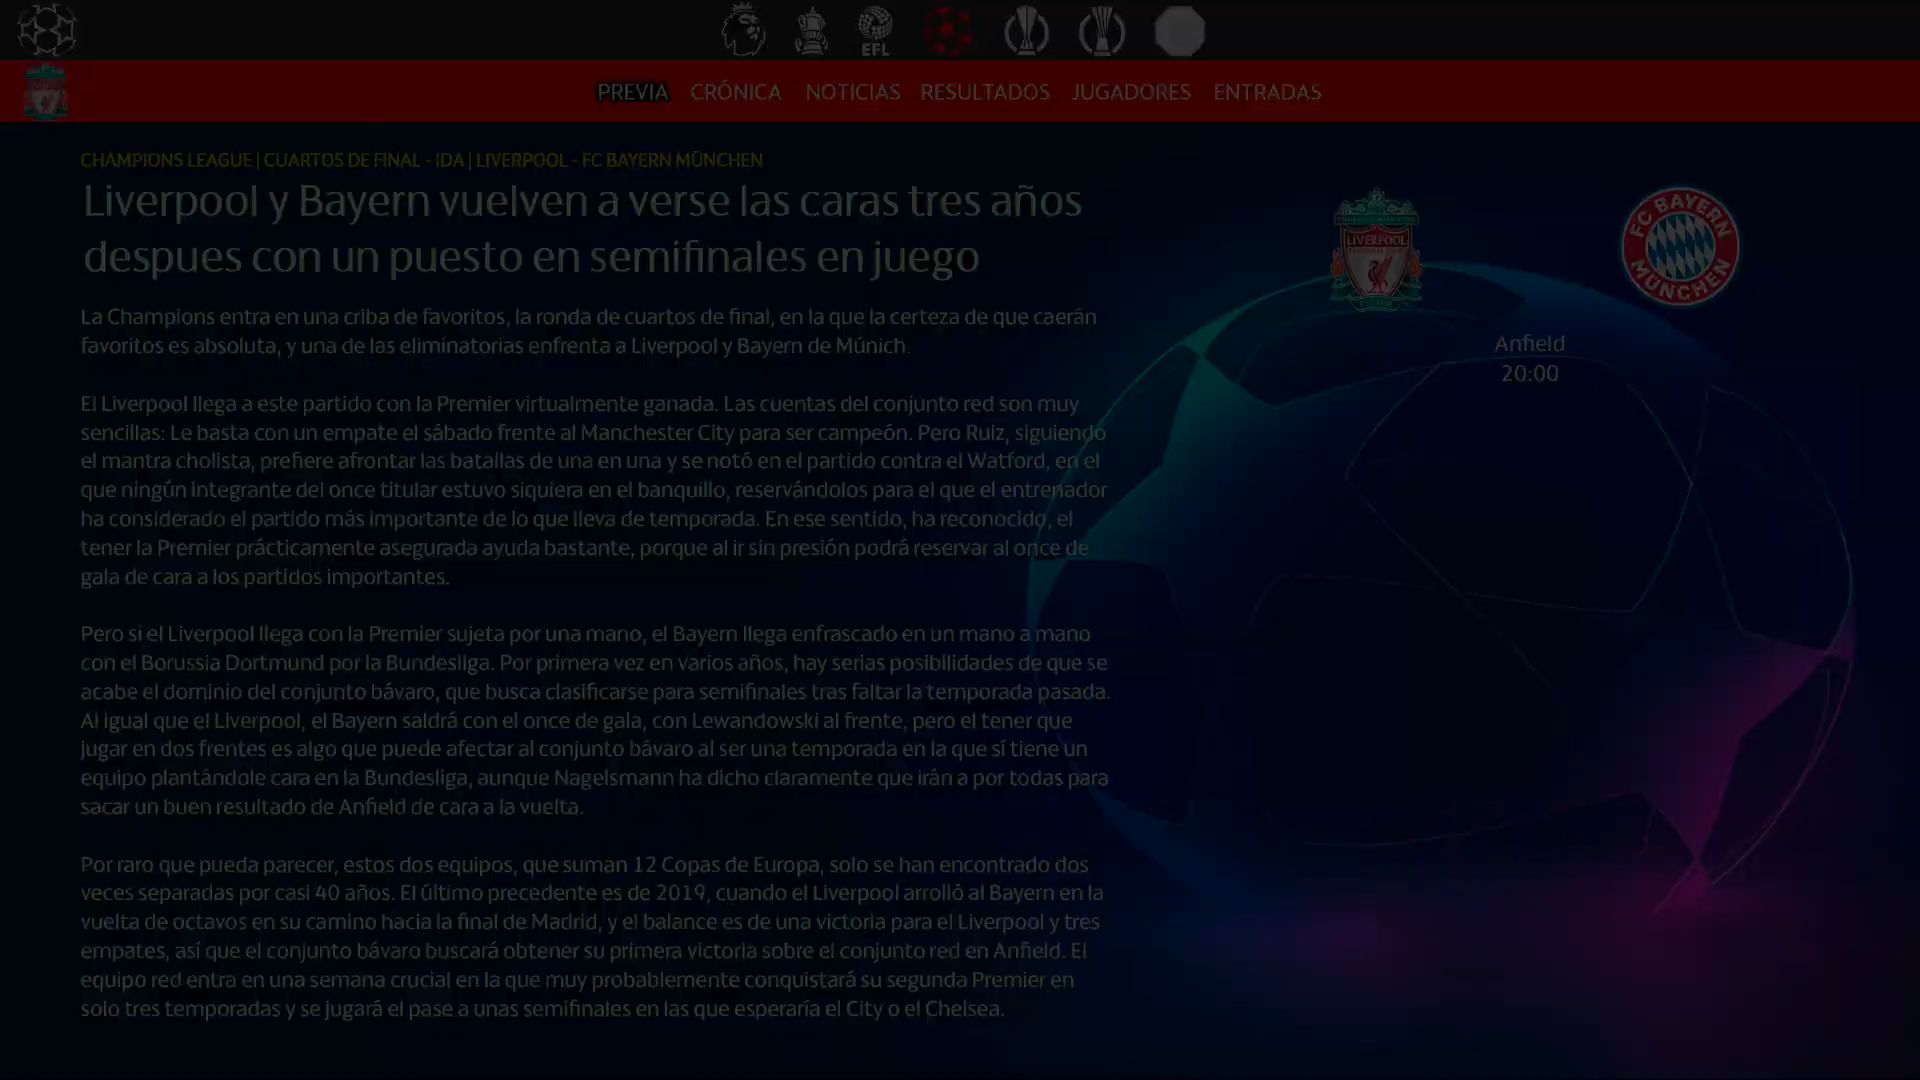 EFL
PREVIA CRÓNICA NOTICIAS RESULTADOS JUGADORES ENTRADAS
CHAMPIONS LEAGUE | CUARTOS DE FINAL - IDA | LIVERPOOL - FC BAYERN MÜNCHEN
Liverpool y Bayern vuelven a verse las caras tres años
despues con un puesto en semifinales en juego
LIVERPOOL
FC BAYERN
MÜNCHEN
Anfield
20:00
La Champions entra en una criba de favoritos, la ronda de cuartos de final, en la que la certeza de que caerán
favoritos es absoluta, y una de las eliminatorias enfrenta a Liverpool y Bayern de Múnich.
El Liverpool llega a este partido con la Premier virtualmente ganada. Las cuentas del conjunto red son muy
sencillas: Le basta con un empate el sábado frente al Manchester City para ser campeón. Pero Ruiz, siguiendo
el mantra cholista, prefiere afrontar las batallas de una en una y se notó en el partido contra el Watford, en el
que ningún integrante del once titular estuvo siquiera en el banquillo, reservándolos para el que el entrenador
ha considerado el partido más importante de lo que lleva de temporada. En ese sentido, ha reconocido, el
tener la Premier prácticamente asegurada ayuda bastante, porque al ir sin presión podrá reservar al once de
gala de cara a los partidos importantes.
Pero si el Liverpool llega con la Premier sujeta por una mano, el Bayern llega enfrascado en un mano a mano
con el Borussia Dortmund por la Bundesliga. Por primera vez en varios años, hay serias posibilidades de que se
acabe el dominio del conjunto bávaro, que busca clasificarse para semifinales tras faltar la temporada pasada.
Al igual que el Liverpool, el Bayern saldrá con el once de gala, con Lewandowski al frente, pero el tener que
jugar en dos frentes es algo que puede afectar al conjunto bávaro al ser una temporada en la que sí tiene un
equipo plantándole cara en la Bundesliga, aunque Nagelsmann ha dicho claramente que irán a por todas para
sacar un buen resultado de Anfield de cara a la vuelta.
Por raro que pueda parecer, estos dos equipos, que suman 12 Copas de Europa, solo se han encontrado dos
veces separadas por casi 40 años. El último precedente es de 2019, cuando el Liverpool arrolló al Bayern en la
vuelta de octavos en su camino hacia la final de Madrid, y el balance es de una victoria para el Liverpool y tres
empates, así que el conjunto bávaro buscará obtener su primera victoria sobre el conjunto red en Anfield. El
equipo red entra en una semana crucial en la que muy probablemente conquistará su segunda Premier en
solo tres temporadas y se jugará el pase a unas semifinales en las que esperaría el City o el Chelsea.